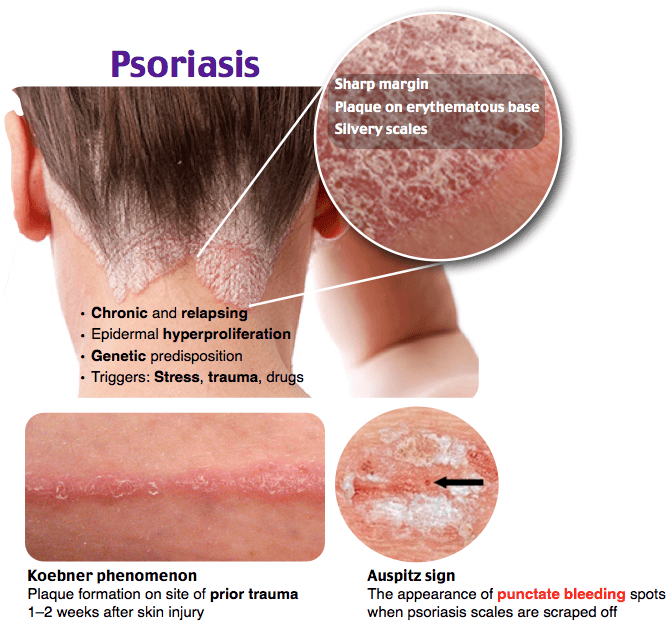 Psoriasis
Sharp margin
Plaque on erythematous base
Silvery scales
• Chronic and relapsing
• Epidermal hyperproliferation
• Genetic predisposition
• Triggers: Stress, trauma, drugs
Koebner phenomenon
Plaque formation on site of prior trauma
1–2 weeks after skin injury
Auspitz sign
The appearance of punctate bleeding spots
when psoriasis scales are scraped off